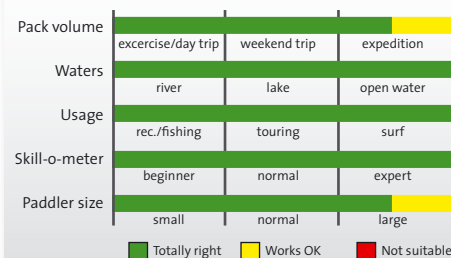 Pack volume
excercise/day trip weekend trip expedition
Waters
river lake open water
Usage
rec./fishing touring surf
Skill-o-meter
beginner normal expert
Paddler size
small normal large
Totally right Works OK Not suitable